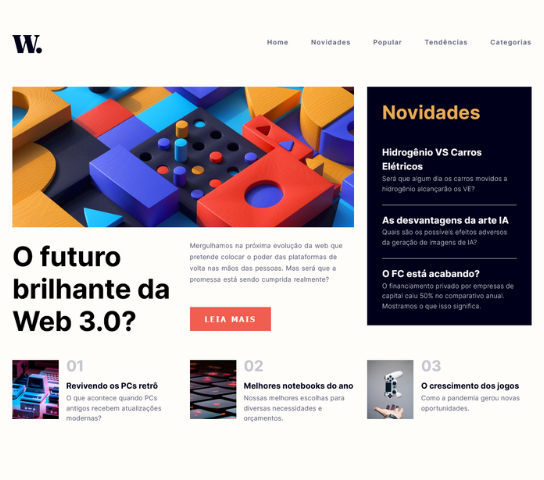 W.
Home Novidades Popular Tendências Categorias
O futuro
brilhante da
Web 3.0?
Mergulhamos na próxima evolução da web que
pretende colocar o poder das plataformas de
volta nas mãos das pessoas. Mas será que a
promessa está sendo cumprida realmente?
LEIA MAIS
Novidades
Hidrogênio VS Carros
Elétricos
Será que algum dia os carros movidos a
hidrogênio alcançarão os VE?
As desvantagens da arte IA
Quais são os possíveis efeitos adversos
da geração de imagens de IA?
O FC está acabando?
O financiamento privado por empresas de
capital caiu 50% no comparativo anual.
Mostramos o que isso significa.
01
Revivendo os PCs retrô
O que acontece quando PCs
antigos recebem atualizações
modernas?
02
Melhores notebooks do ano
Nossas melhores escolhas para
diversas necessidades e
orçamentos.
03
O crescimento dos jogos
Como a pandemia gerou novas
oportunidades.